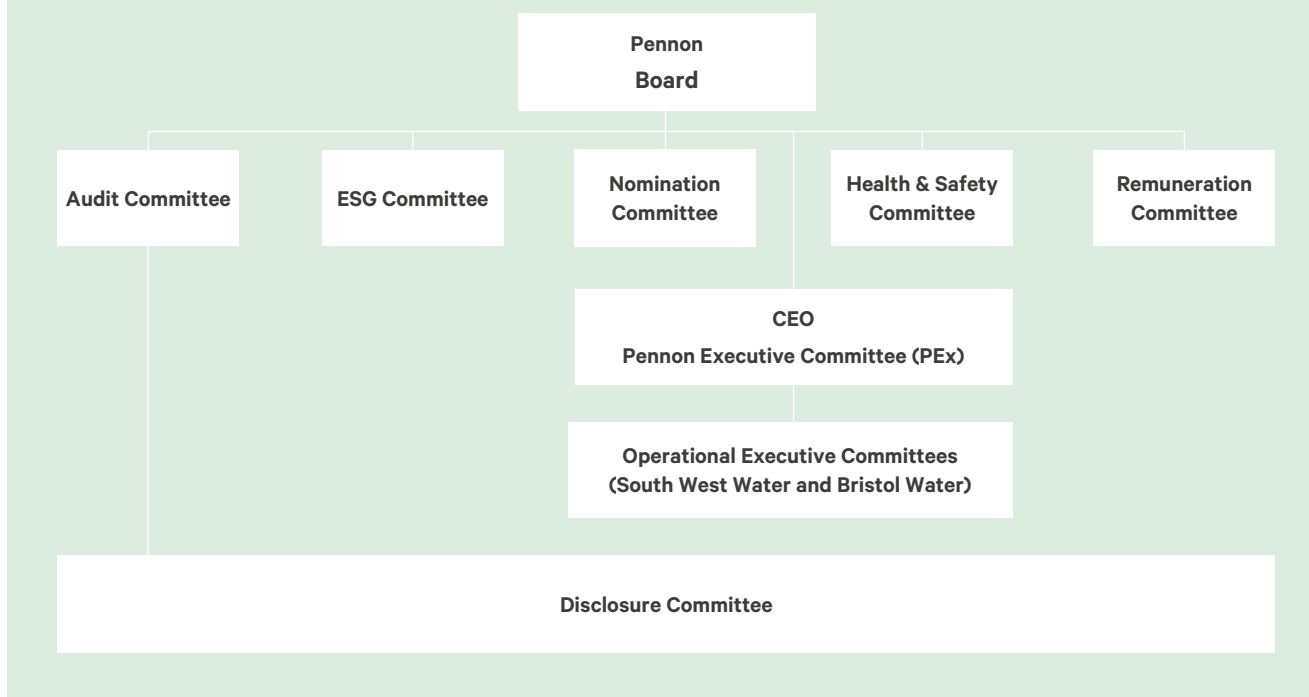 Pennon
Board
Audit Committee
ESG Committee
Nomination
Committee
Health & Safety
Committee
Remuneration
Committee
CEO
Pennon Executive Committee (PEx)
Operational Executive Committees
(South West Water and Bristol Water)
Disclosure Committee